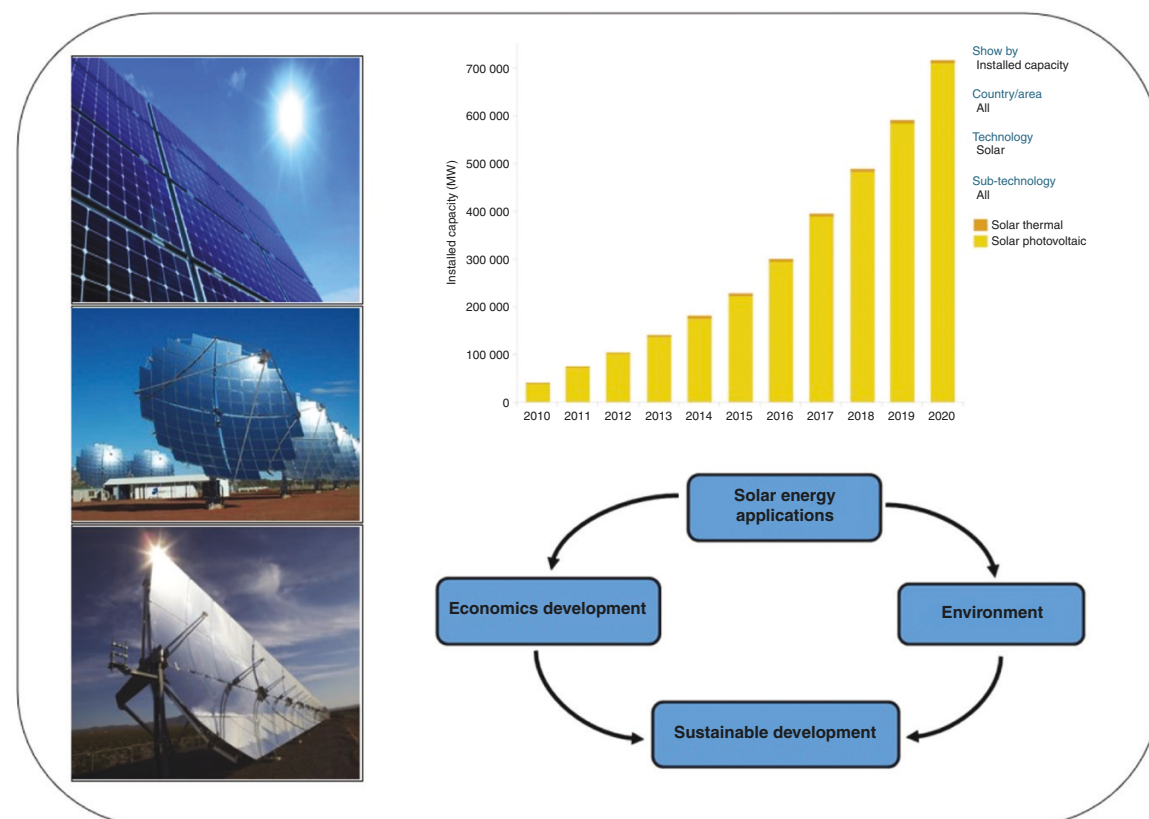 700 000
600 000
500 000
400 000
300 000
200 000
100 000
0
Installed capacity (MW)
2010 2011 2012 2013 2014 2015 2016 2017 2018 2019 2020
Show by
Installed capacity
Country/area
All
Technology
Solar
Sub-technology
All
Solar thermal
Solar photovoltaic
Solar energy
applications
Economics development
Environment
Sustainable development